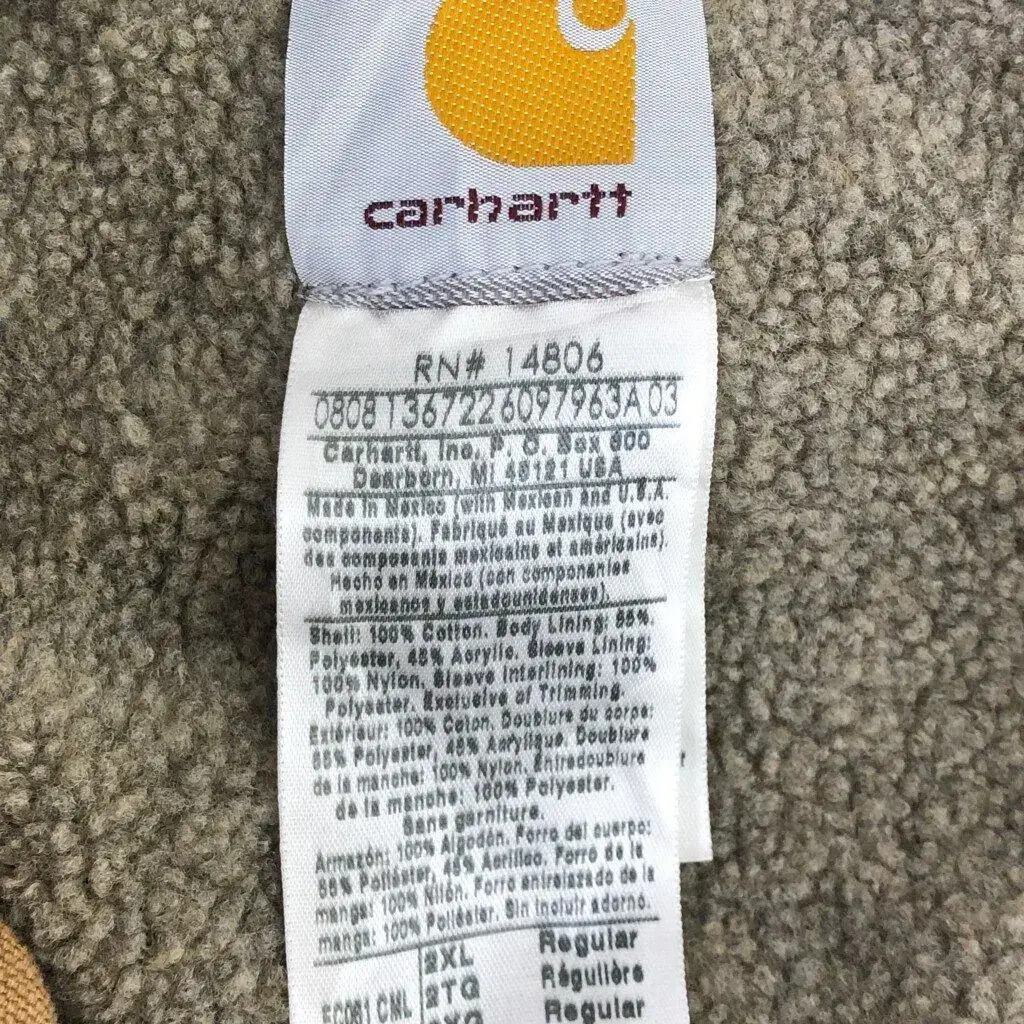 carhartt
RN# 14806
0808 1367226097963A 03
Carhartt, Inc. P. O. Box 600
Dearborn, MI 48121 USA
Made in Mexico (with Mexican and U.S.A.
components). Fabriqué au Mexique (avec
des composants mexicains et américains).
Hecho en México (con componentes
mexicanos y estadounidenses).
Shell: 100% Cotton. Body Lining: 55%
Polyester, 45% Acrylic. Sleeve Lining:
100% Nylon. Sleeve Interlining: 100%
Polyester. Exclusive of Trimming.
Extérieur: 100% Coton. Doublure du corps:
55% Polyester, 45% Acrylique. Doublure
de la manche: 100% Nylon. Entredoublure
de la manche: 100% Polyester.
Sans garniture.
Armazón: 100% Algodón. Forro del cuerpo:
55% Poliéster, 45% Acrílico. Forro de la
manga: 100% Nilón. Forro entrelazado de la
manga: 100% Poliéster. Sin incluir adorno.
2XL Regular
2TG Régulière
CML Regular